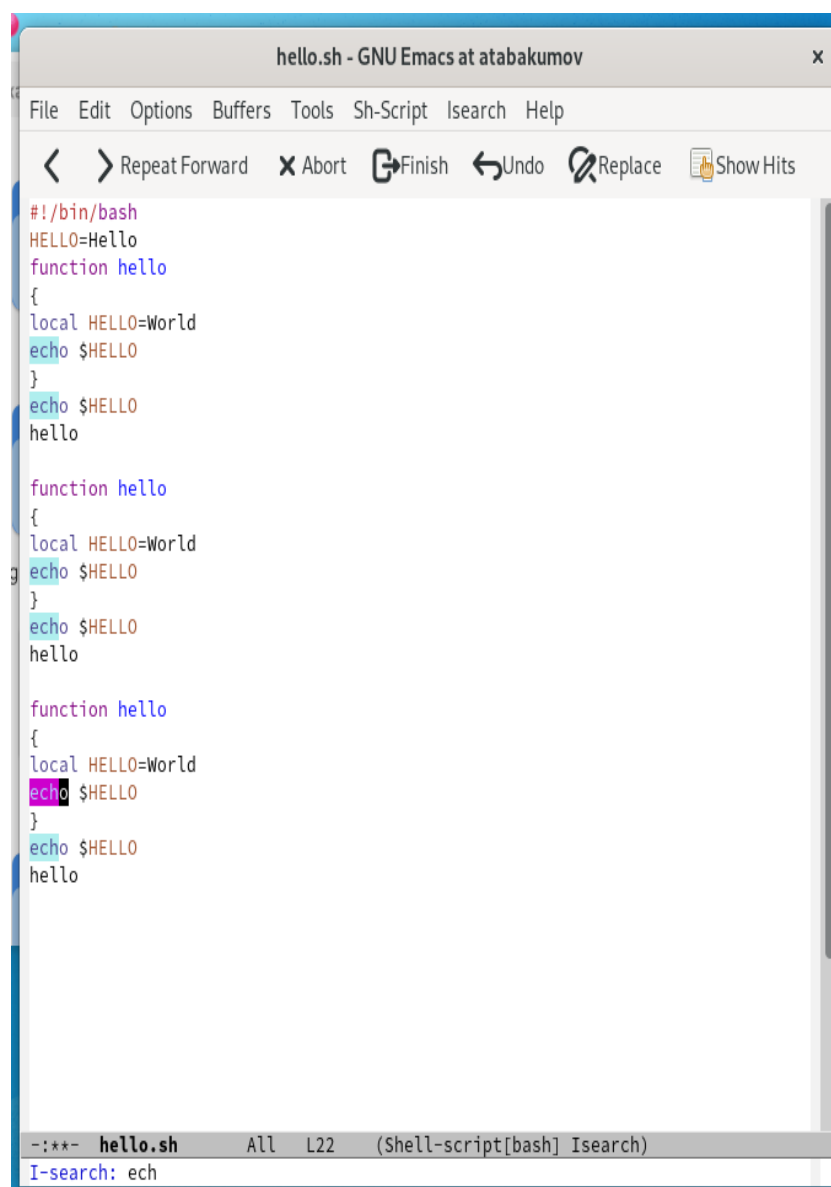 hello.sh - GNU Emacs at atabakumov
File Edit Options Buffers Tools Sh-Script Isearch Help
Repeat Forward Abort Finish Undo Replace Show Hits
#!/bin/bash
HELLO=Hello
function hello
{
local HELLO=World
echo $HELLO
}
echo $HELLO
hello
function hello
{
local HELLO=World
echo $HELLO
}
echo $HELLO
hello
function hello
{
local HELLO=World
echo $HELLO
}
echo $HELLO
hello
-:**- hello.sh All L22 (Shell-script[bash] Isearch)
I-search: ech